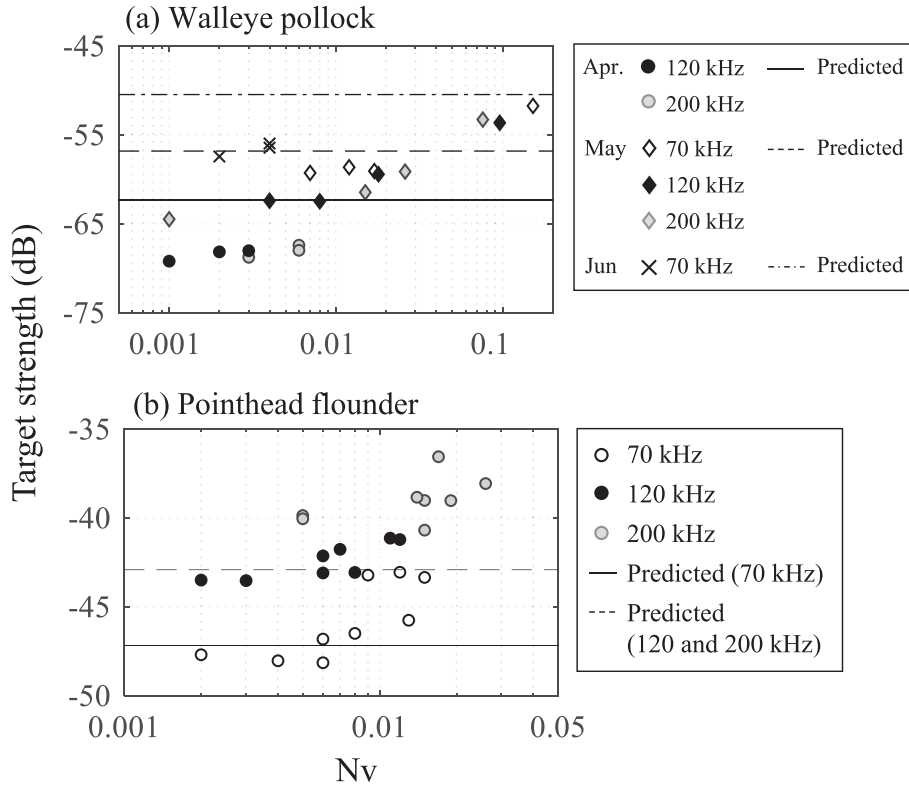 (a) Walleye pollock
-45
-55
-65
-75
0.001
0.01
0.1
Apr.
120 kHz
Predicted
200 kHz
May
70 kHz
Predicted
120 kHz
200 kHz
Jun
70 kHz
Predicted
Target strength (dB)
(b) Pointhead flounder
-35
-40
-45
-50
0.001
0.01
0.05
Nv
70 kHz
120 kHz
200 kHz
Predicted (70 kHz)
Predicted
(120 and 200 kHz)